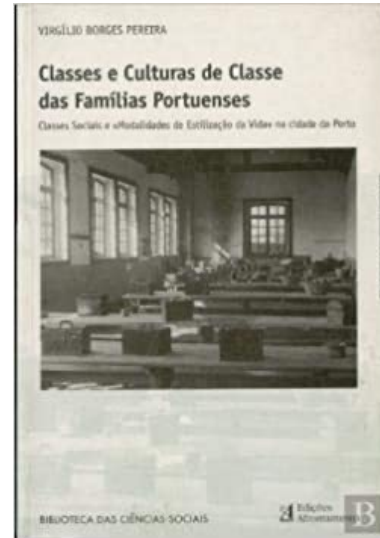 VIRGÍLIO BORGES PEREIRA
Classes e Culturas de Classe
das Famílias Portuenses
Classes Sociais e «Modalidades de Estilização da Vida» na cidade do Porto
BIBLIOTECA DAS CIÊNCIAS SOCIAIS
Edições
Afrontamento
B